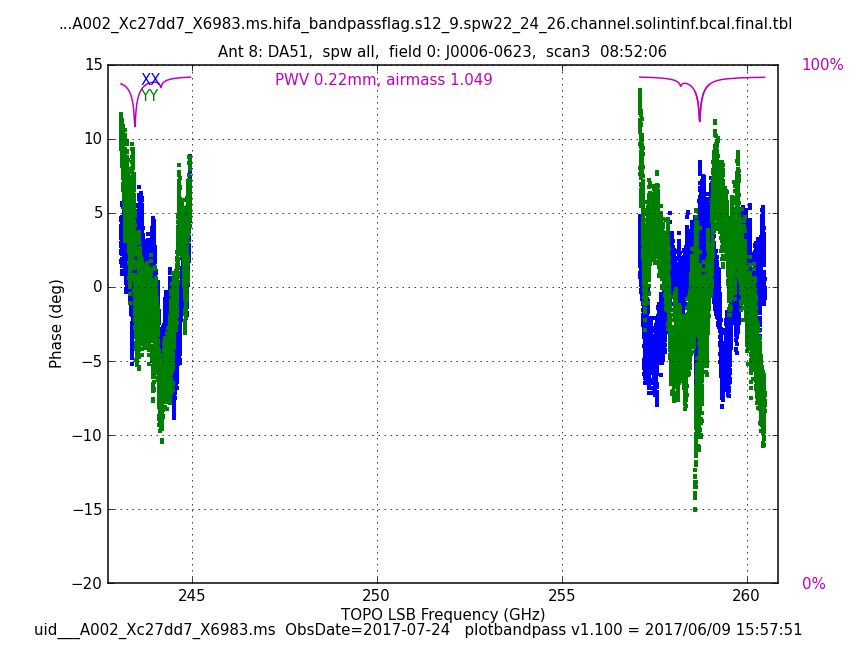 ...A002_Xc27dd7_X6983.ms.hifa_bandpassflag.s12_9.spw22_24_26.channel.solintinf.bcal.final.tbl
Ant 8: DA51, spw all, field 0: J0006-0623, scan3 08:52:06
15
100%
XX
PWV 0.22mm, airmass 1.049
YY
10
5
0
Phase (deg)
−5
−10
−15
−20
0%
245
250
255
260
TOPO LSB Frequency (GHz)
uid___A002_Xc27dd7_X6983.ms ObsDate=2017-07-24 plotbandpass v1.100 = 2017/06/09 15:57:51